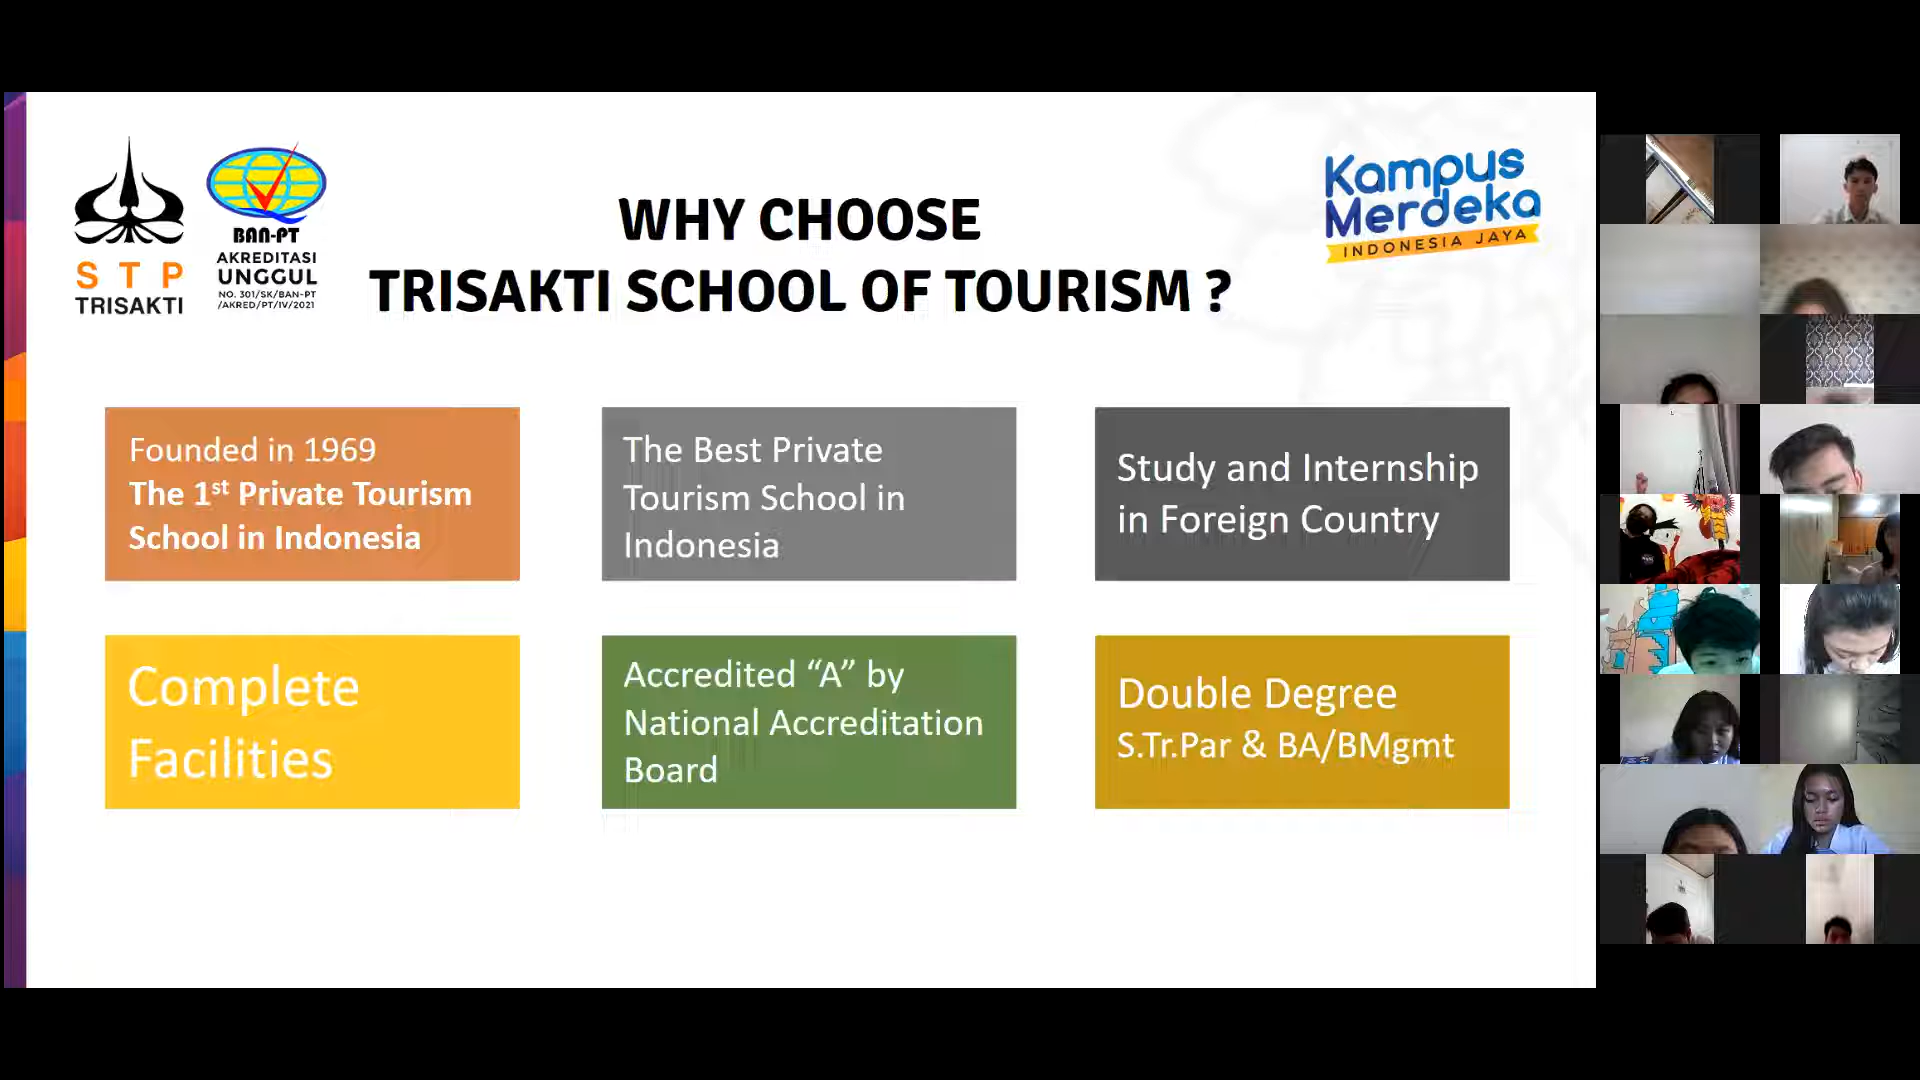 STP
TRISAKTI
BAN-PT
AKREDITASI
UNGGUL
NO. 301/SK/BAN-PT
/AKRED/PT/IV/2021
WHY CHOOSE
TRISAKTI SCHOOL OF TOURISM ?
Kampus
Merdeka
INDONESIA JAYA
Founded in 1969
The 1st Private Tourism
School in Indonesia
The Best Private
Tourism School in
Indonesia
Study and Internship
in Foreign Country
Complete
Facilities
Accredited “A” by
National Accreditation
Board
Double Degree
S.Tr.Par & BA/BMgmt